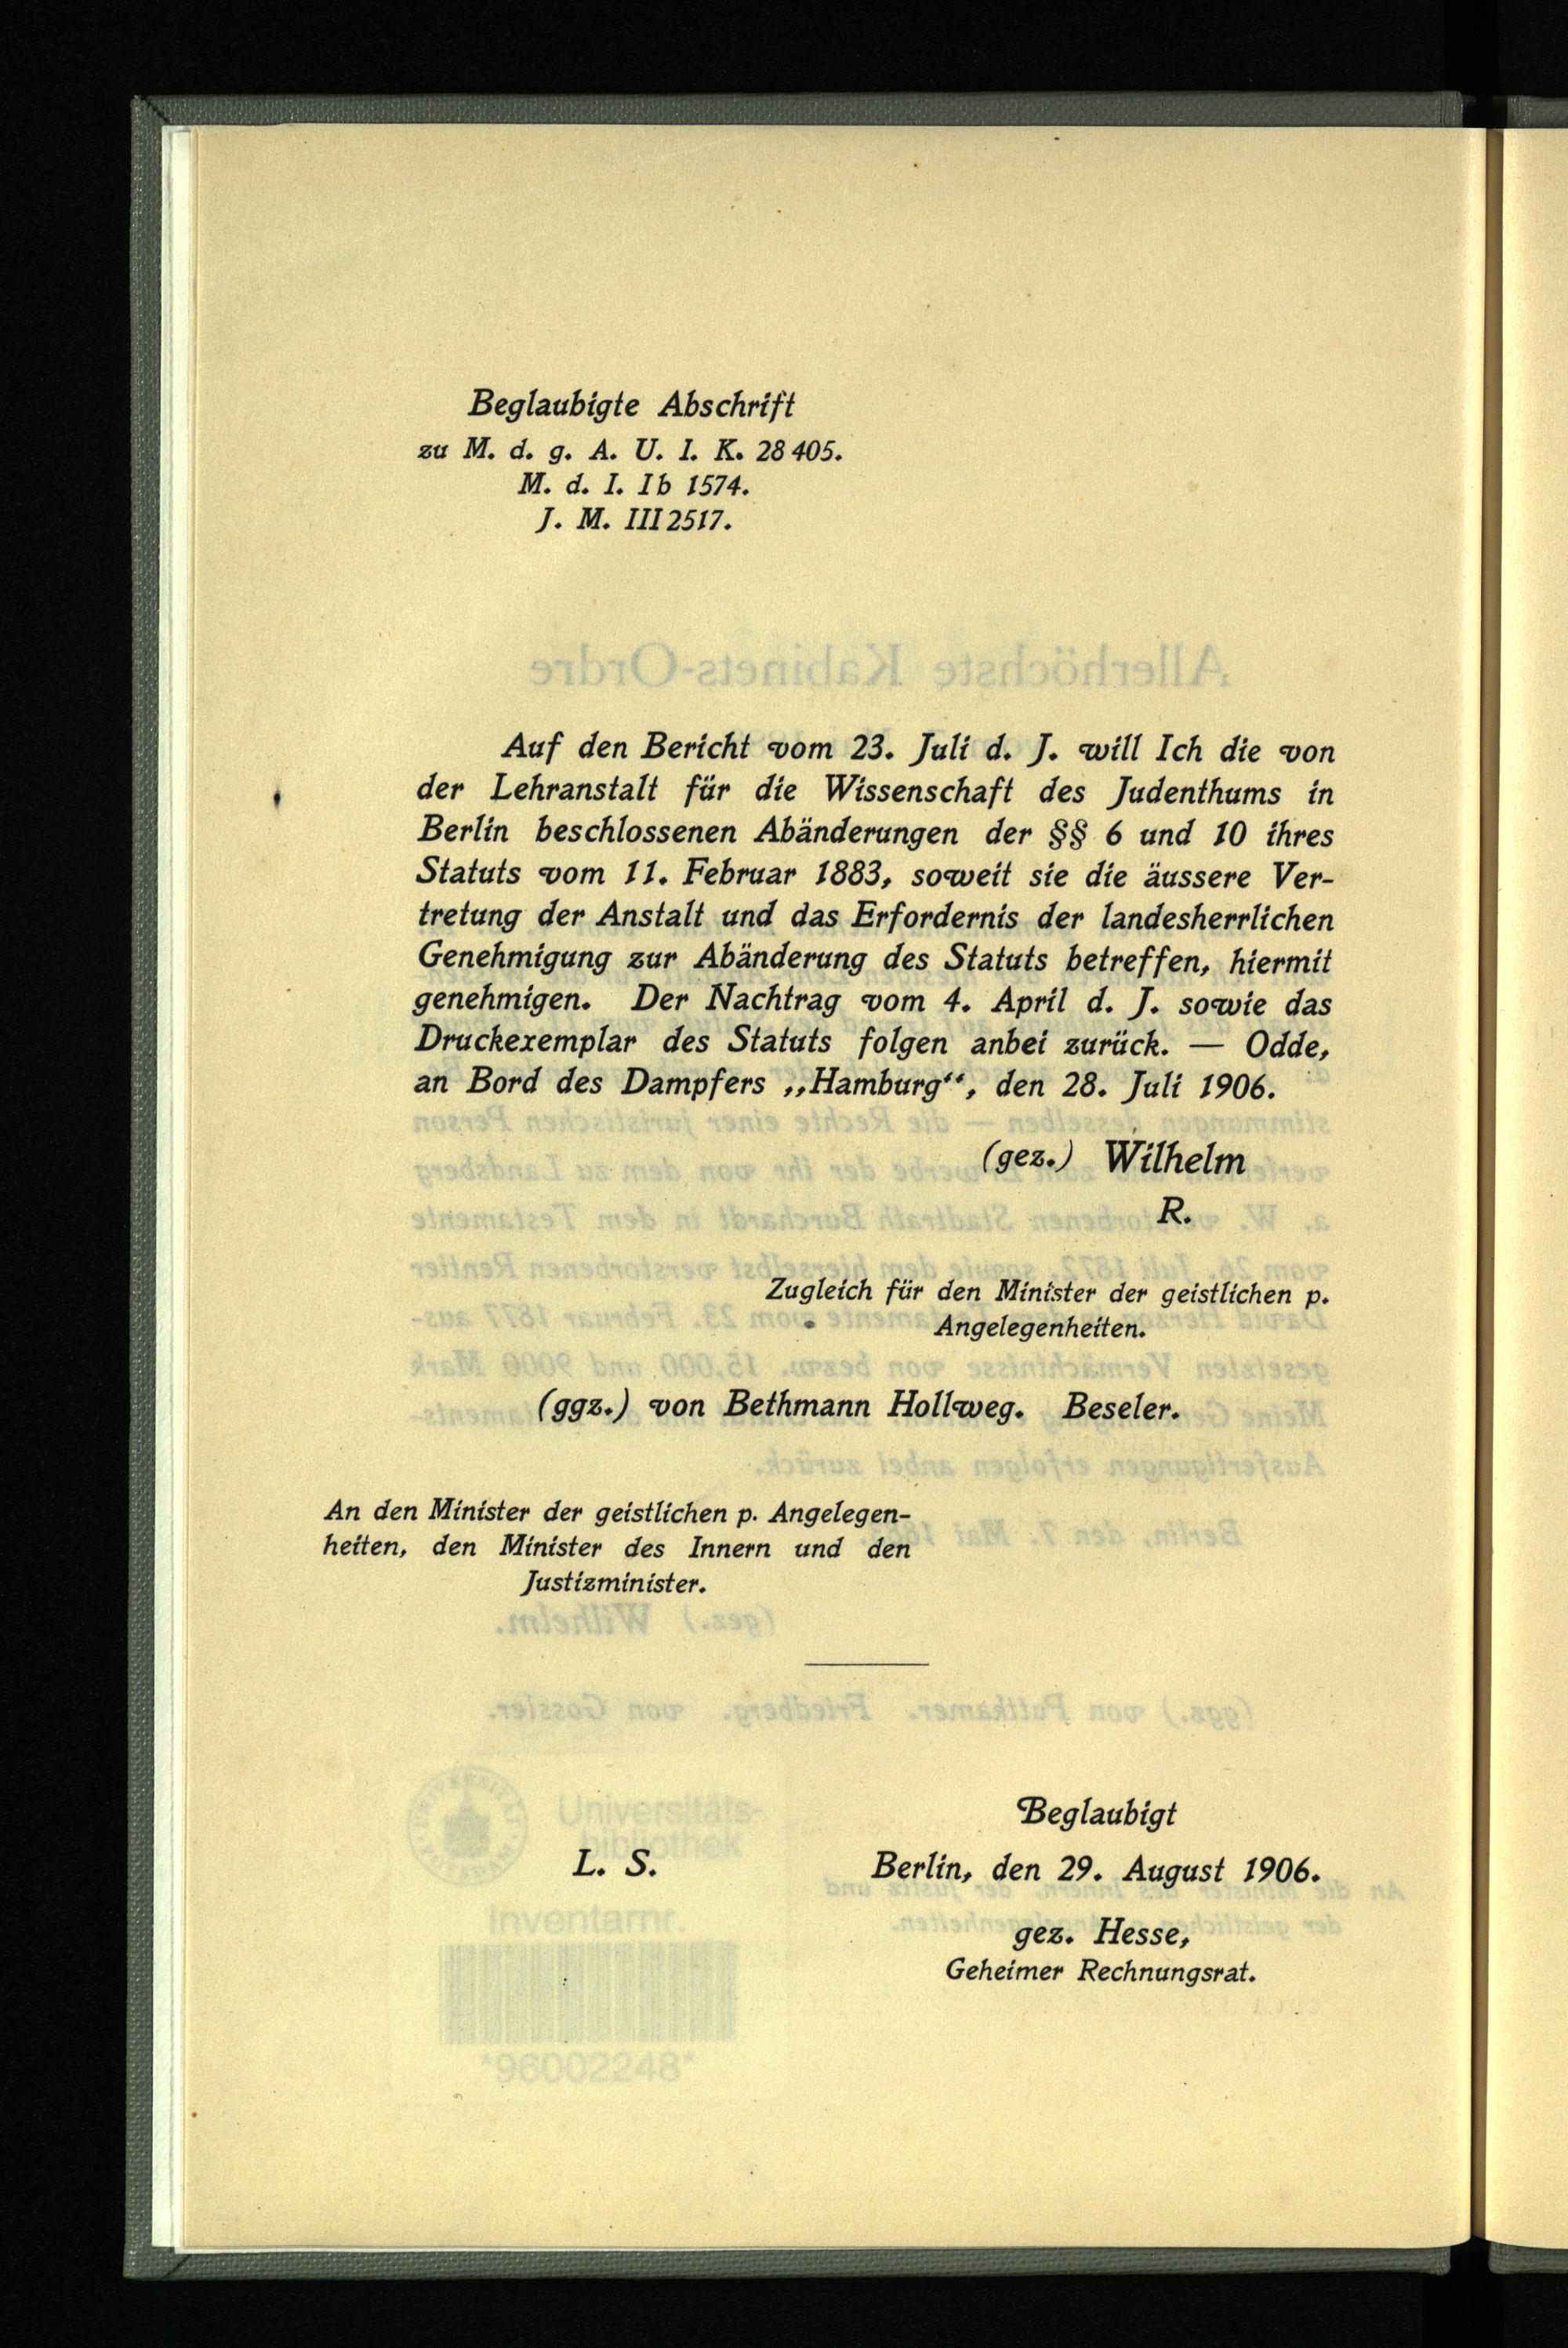 Beglaubigte Abschrift
zu M. d. g. A. U. I. K. 28 405.
M. d. I. Ib 1574.
J. M. III 2517.
Auf den Bericht vom 23. Juli d. J. will Ich die von
der Lehranstalt für die Wissenschaft des Judenthums in
Berlin beschlossenen Abänderungen der §§ 6 und 10 ihres
Statuts vom 11. Februar 1883, soweit sie die äussere Ver-
tretung der Anstalt und das Erfordernis der landesherrlichen
Genehmigung zur Abänderung des Statuts betreffen, hiermit
genehmigen. Der Nachtrag vom 4. April d. J. sowie das
Druckexemplar des Statuts folgen anbei zurück. — Odde,
an Bord des Dampfers „Hamburg“, den 28. Juli 1906.
(gez.) Wilhelm
R.
Zugleich für den Minister der geistlichen p.
Angelegenheiten.
(ggz.) von Bethmann Hollweg. Beseler.
An den Minister der geistlichen p. Angelegen-
heiten, den Minister des Innern und den
Justizminister.
Beglaubigt
L. S.
Berlin, den 29. August 1906.
gez. Hesse,
Geheimer Rechnungsrat.
Universitäts-
bibliothek
Inventarnr.
*96002248*